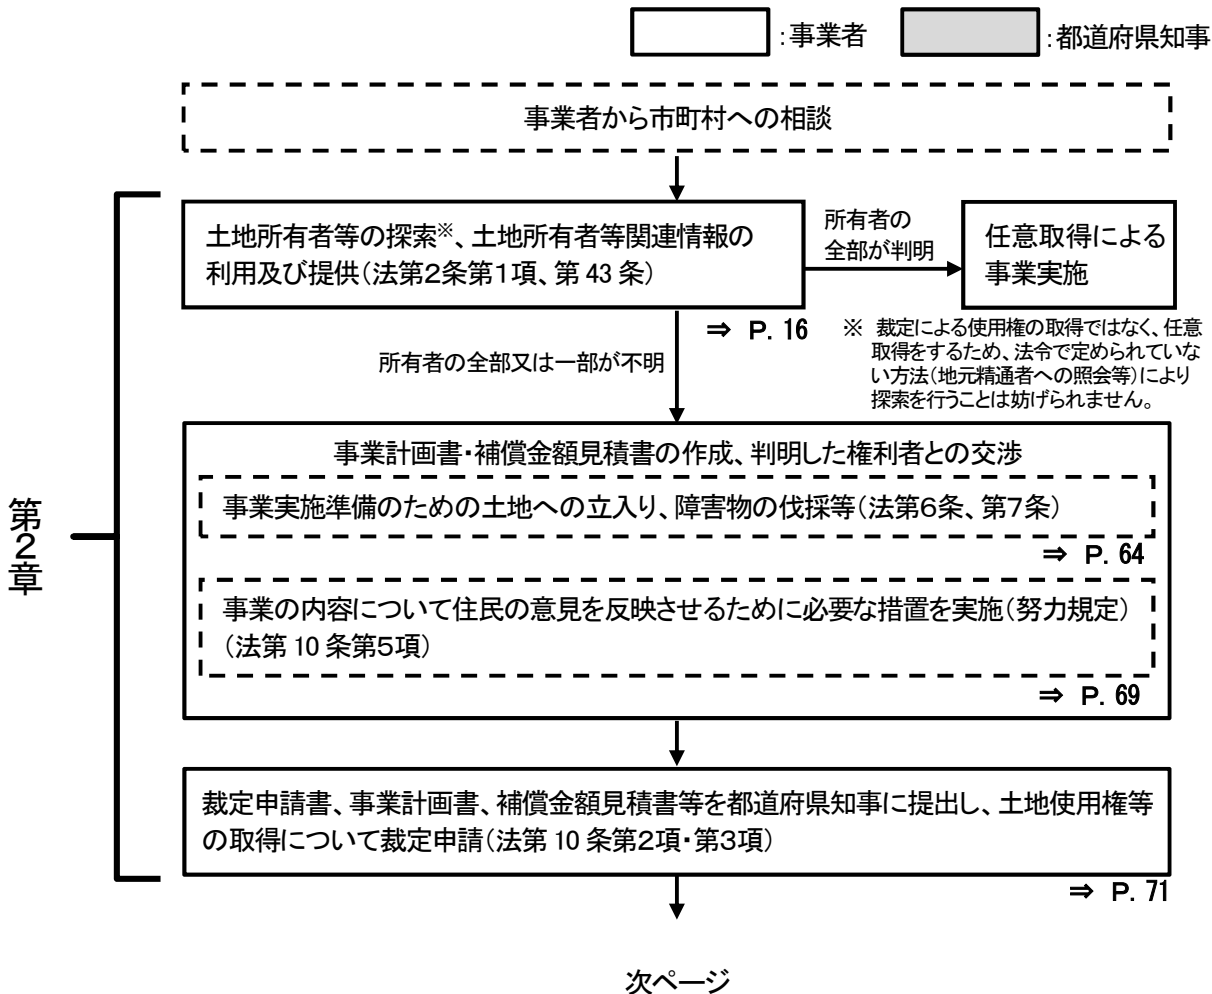 ：事業者
：都道府県知事
事業者から市町村への相談
土地所有者等の探索※、土地所有者等関連情報の
利用及び提供（法第２条第１項、第 43 条）
所有者の
全部が判明
任意取得による
事業実施
⇒ Ｐ．16
※ 裁定による使用権の取得ではなく、任意
取得をするため、法令で定められていな
い方法（地元精通者への照会等）により
探索を行うことは妨げられません。
所有者の全部又は一部が不明
事業計画書・補償金額見積書の作成、判明した権利者との交渉
事業実施準備のための土地への立入り、障害物の伐採等（法第６条、第７条）
⇒ Ｐ．64
事業の内容について住民の意見を反映させるために必要な措置を実施（努力規定）
（法第 10 条第５項）
⇒ Ｐ．69
第２章
裁定申請書、事業計画書、補償金額見積書等を都道府県知事に提出し、土地使用権等
の取得について裁定申請（法第 10 条第２項・第３項）
⇒ Ｐ．71
次ページ